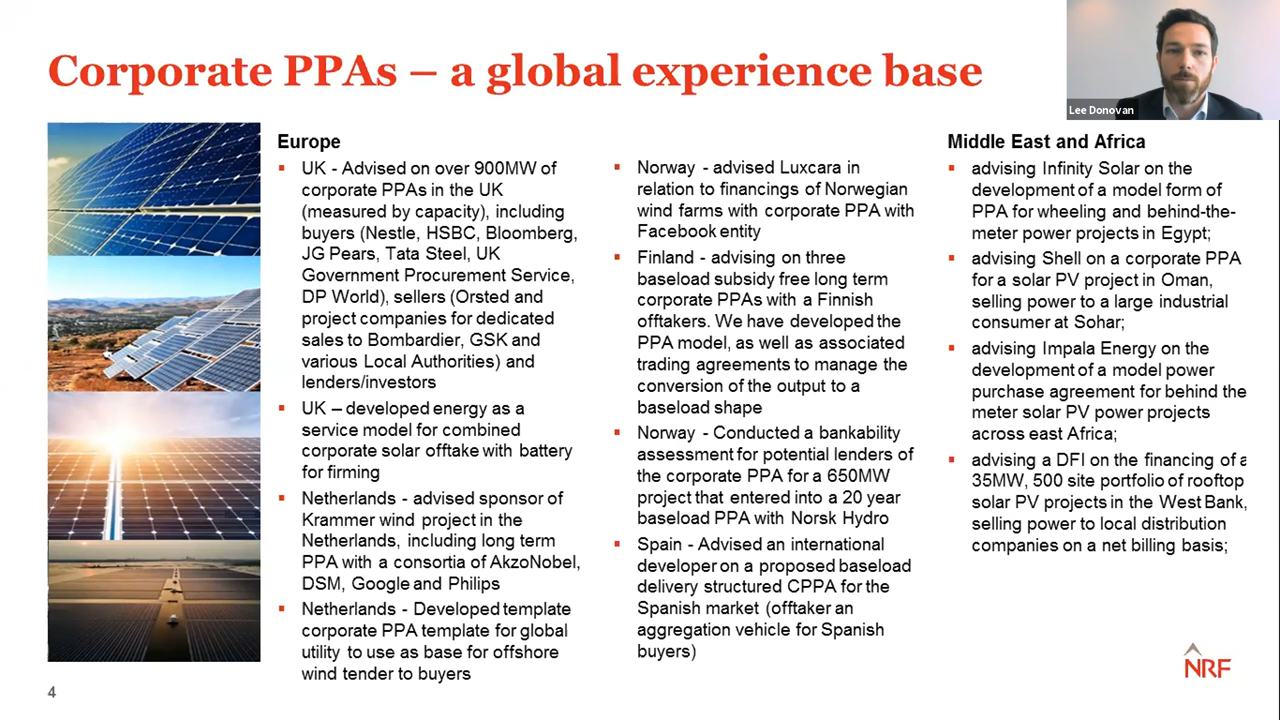 Corporate PPAs – a global experience base
Lee Donovan
Europe
▪ UK - Advised on over 900MW of
corporate PPAs in the UK
(measured by capacity), including
buyers (Nestle, HSBC, Bloomberg,
JG Pears, Tata Steel, UK
Government Procurement Service,
DP World), sellers (Orsted and
project companies for dedicated
sales to Bombardier, GSK and
various Local Authorities) and
lenders/investors
▪ UK – developed energy as a
service model for combined
corporate solar offtake with battery
for firming
▪ Netherlands - advised sponsor of
Krammer wind project in the
Netherlands, including long term
PPA with a consortia of AkzoNobel,
DSM, Google and Philips
▪ Netherlands - Developed template
corporate PPA template for global
utility to use as base for offshore
wind tender to buyers
▪ Norway - advised Luxcara in
relation to financings of Norwegian
wind farms with corporate PPA with
Facebook entity
▪ Finland - advising on three
baseload subsidy free long term
corporate PPAs with a Finnish
offtakers. We have developed the
PPA model, as well as associated
trading agreements to manage the
conversion of the output to a
baseload shape
▪ Norway - Conducted a bankability
assessment for potential lenders of
the corporate PPA for a 650MW
project that entered into a 20 year
baseload PPA with Norsk Hydro
▪ Spain - Advised an international
developer on a proposed baseload
delivery structured CPPA for the
Spanish market (offtaker an
aggregation vehicle for Spanish
buyers)
Middle East and Africa
▪ advising Infinity Solar on the
development of a model form of
PPA for wheeling and behind-the-
meter power projects in Egypt;
▪ advising Shell on a corporate PPA
for a solar PV project in Oman,
selling power to a large industrial
consumer at Sohar;
▪ advising Impala Energy on the
development of a model power
purchase agreement for behind the
meter solar PV power projects
across east Africa;
▪ advising a DFI on the financing of a
35MW, 500 site portfolio of rooftop
solar PV projects in the West Bank,
selling power to local distribution
companies on a net billing basis;
NRF
4